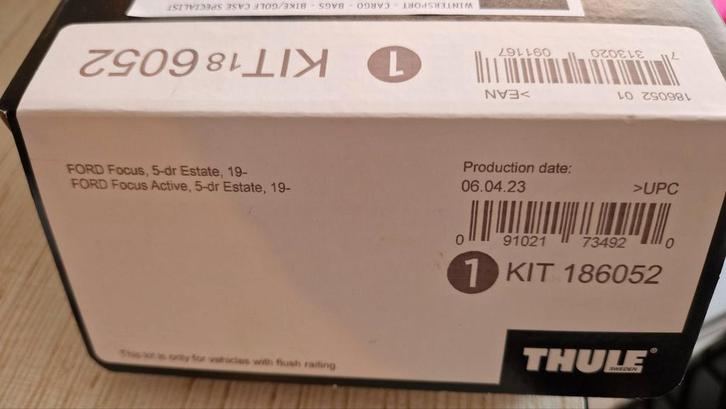 WINTERSPORT - CARGO - BAGS - BIKE/GOLF CASE SPECIALIST
1 KIT 186052
7 313020 091167
186052 01 >EAN
FORD Focus, 5-dr Estate, 19-
FORD Focus Active, 5-dr Estate, 19-
Production date:
06.04.23 >UPC
0 91021 73492 0
1 KIT 186052
This kit is only for vehicles with flush railing.
THULE®
SWEDEN